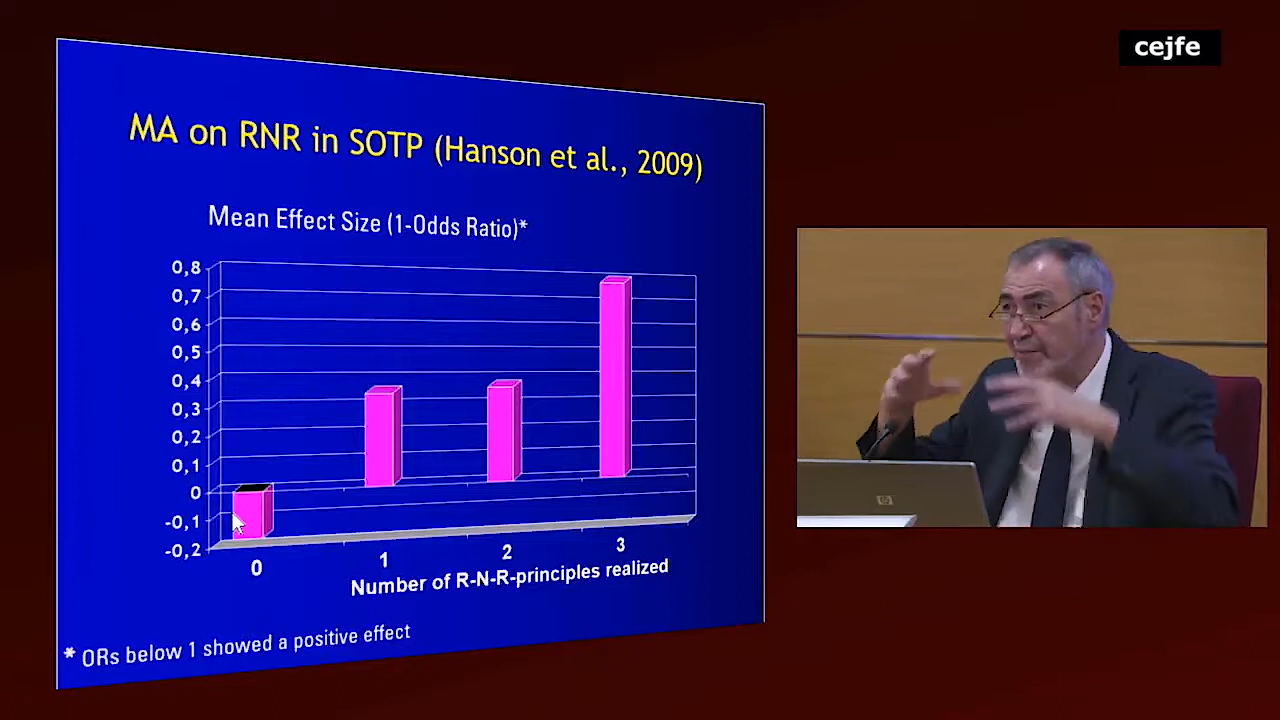 cejfe
MA on RNR in SOTP (Hanson et al., 2009)
Mean Effect Size (1-Odds Ratio)*
0,8
0,7
0,6
0,5
0,4
0,3
0,2
0,1
0
-0,1
-0,2
0 1 2 3
Number of R-N-R-principles realized
* ORs below 1 showed a positive effect
hp